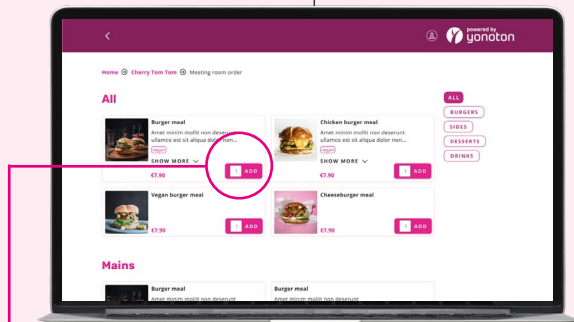 powered by
yonoton
Home Cherry Tom Tom Meeting room order
All
Burger meal
Amet minim mollit non deserunt
ullamco est sit aliqua dolor non...
vegan
SHOW MORE
€7.90
1 ADD
Chicken burger meal
Amet minim mollit non deserunt
ullamco est sit aliqua dolor non...
vegan
SHOW MORE
€7.90
1 ADD
Vegan burger meal
€7.90
1 ADD
Cheeseburger meal
€7.90
1 ADD
ALL
BURGERS
SIDES
DESSERTS
DRINKS
Mains
Burger meal
Amet minim mollit non deserunt
Burger meal
Amet minim mollit non deserunt